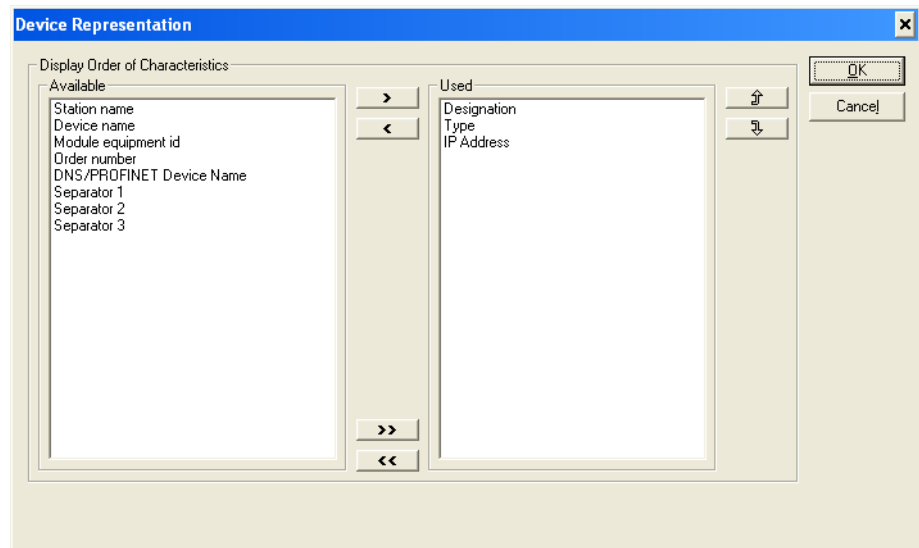 Device Representation
Display Order of Characteristics
Available
Station name
Device name
Module equipment id
Order number
DNS/PROFINET Device Name
Separator 1
Separator 2
Separator 3
>
<
>>
<<
Used
Designation
Type
IP Address
OK
Cancel